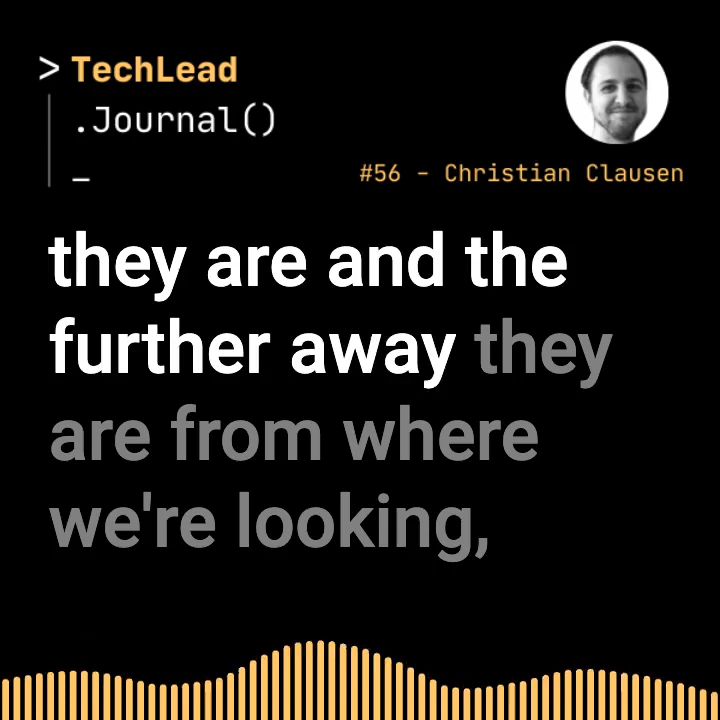 > TechLead
.Journal()
_
#56 - Christian Clausen
they are and the
further away they
are from where
we're looking,